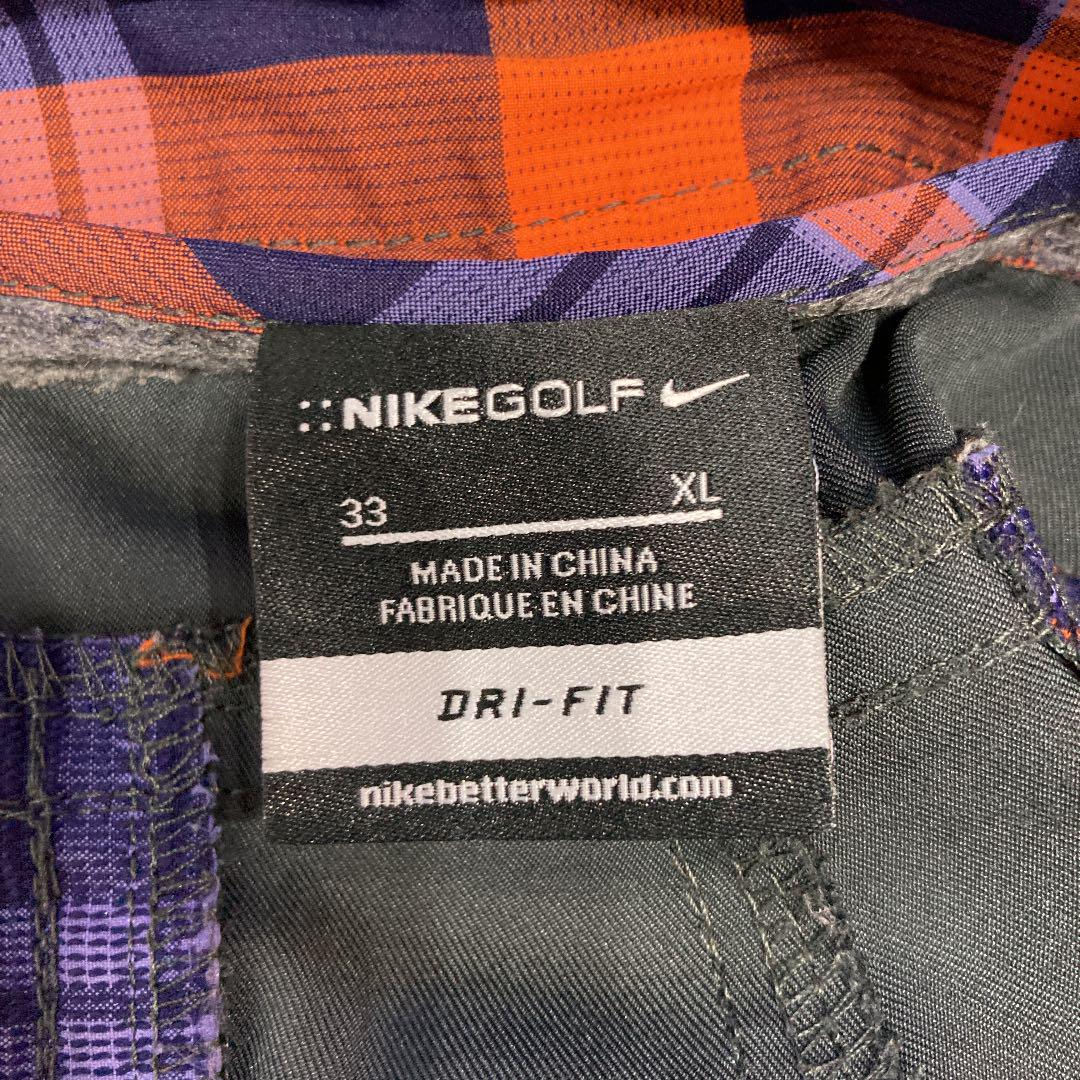 ::NIKEGOLF
33 XL
MADE IN CHINA
FABRIQUE EN CHINE
DRI-FIT
nikebetterworld.com